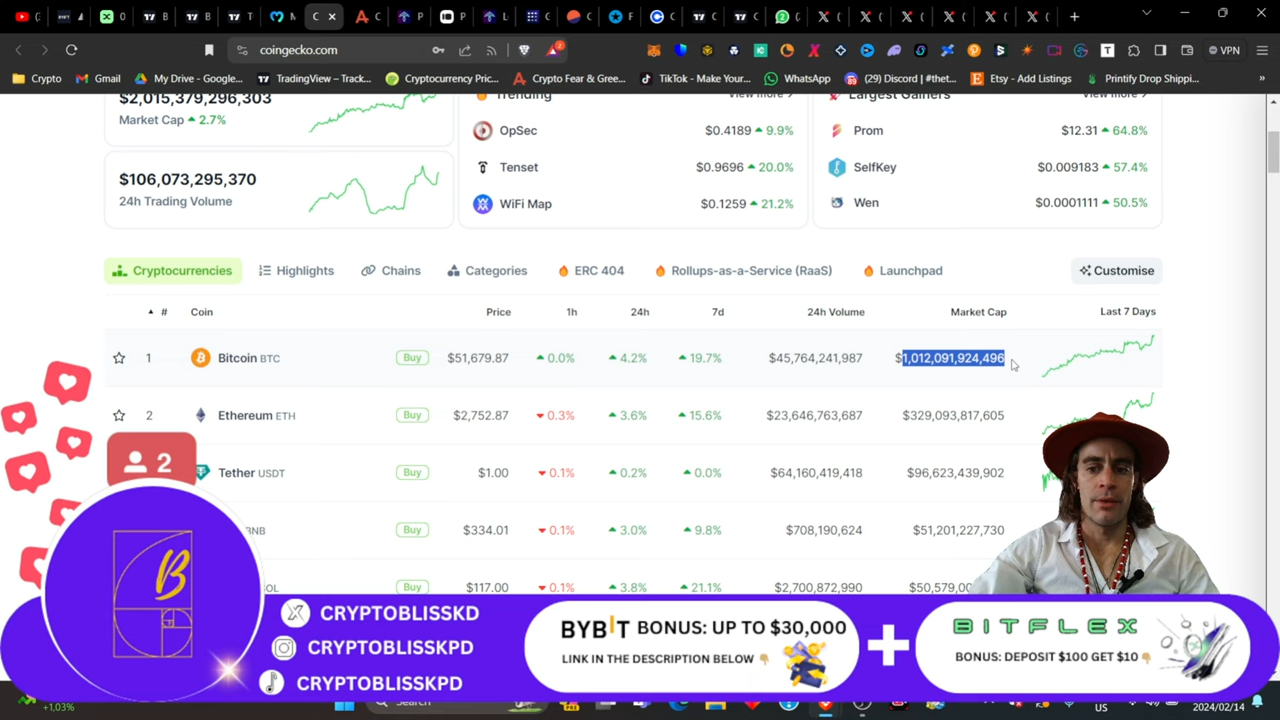 coingecko.com
VPN
Crypto
Gmail
My Drive - Google...
TradingView – Track...
Cryptocurrency Pric...
Crypto Fear & Gree...
TikTok - Make Your...
WhatsApp
(29) Discord | #thet...
Etsy - Add Listings
Printify Drop Shippi...
»
$2,015,379,296,303
Market Cap 2.7%
$106,073,295,370
24h Trading Volume
Trending
View more
OpSec $0.4189 9.9%
Tenset $0.9696 20.0%
WiFi Map $0.1259 21.2%
Largest Gainers
View more
Prom $12.31 64.8%
SelfKey $0.009183 57.4%
Wen $0.0001111 50.5%
Cryptocurrencies Highlights Chains Categories ERC 404 Rollups-as-a-Service (RaaS) Launchpad Customise
# Coin Price 1h 24h 7d 24h Volume Market Cap Last 7 Days
1 Bitcoin BTC Buy $51,679.87 0.0% 4.2% 19.7% $45,764,241,987 $1,012,091,924,496
2 Ethereum ETH Buy $2,752.87 0.3% 3.6% 15.6% $23,646,763,687 $329,093,817,605
Tether USDT Buy $1.00 0.1% 0.2% 0.0% $64,160,419,418 $96,623,439,902
BNB Buy $334.01 0.1% 3.0% 9.8% $708,190,624 $51,201,227,730
OL Buy $117.00 0.1% 3.8% 21.1% $2,700,872,990 $50,579,00
2
B
CRYPTOBLISSKD
CRYPTOBLISSKPD
CRYPTOBLISSKPD
BYBIT BONUS: UP TO $30,000
LINK IN THE DESCRIPTION BELOW
+
BITFLEX
BONUS: DEPOSIT $100 GET $10
+1,03%
Search
US
2024/02/14